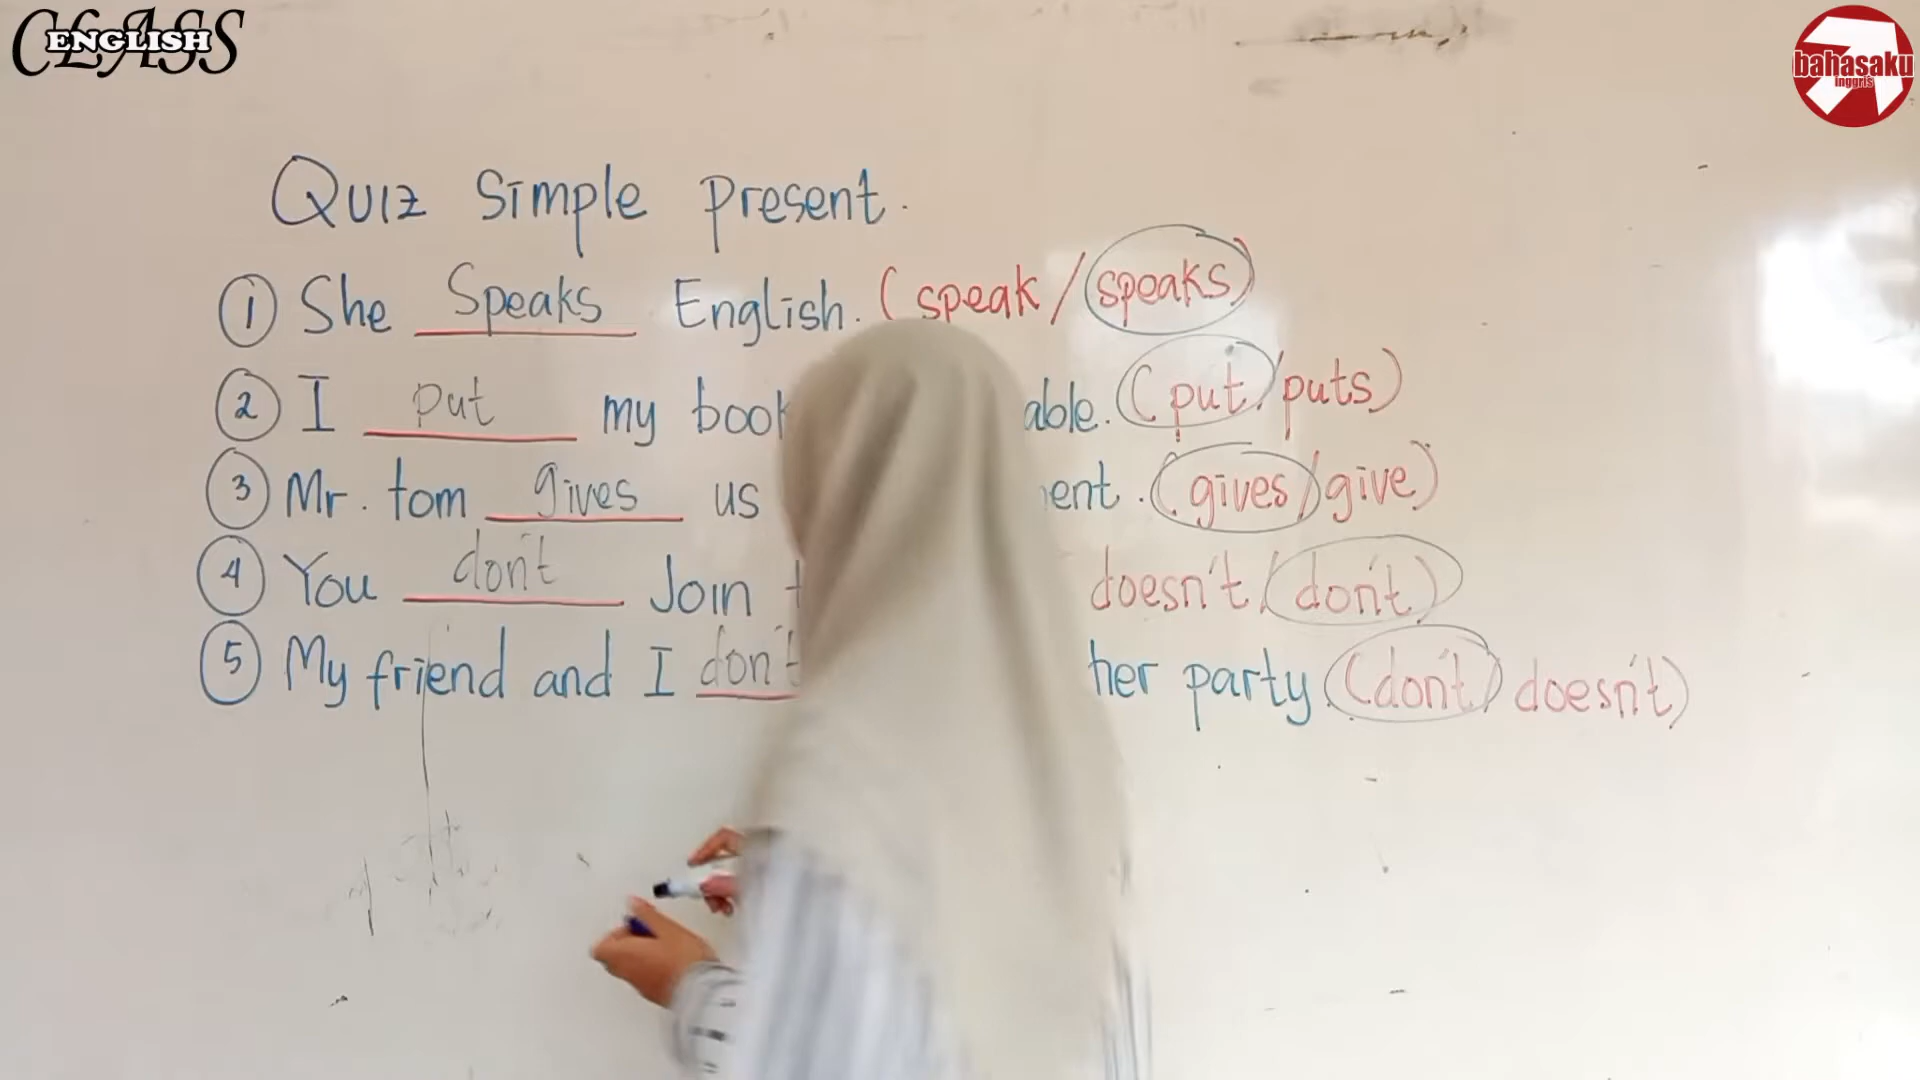 CLASS
ENGLISH
bahasaku
inggris
Quiz Simple present.
1 She Speaks English. (speak/speaks)
2 I put my able. (put/puts)
3 Mr. tom gives us ent. (gives/give)
4 You don't Join doesn't/don't)
5 My friend and I don't her party (don't/doesn't)